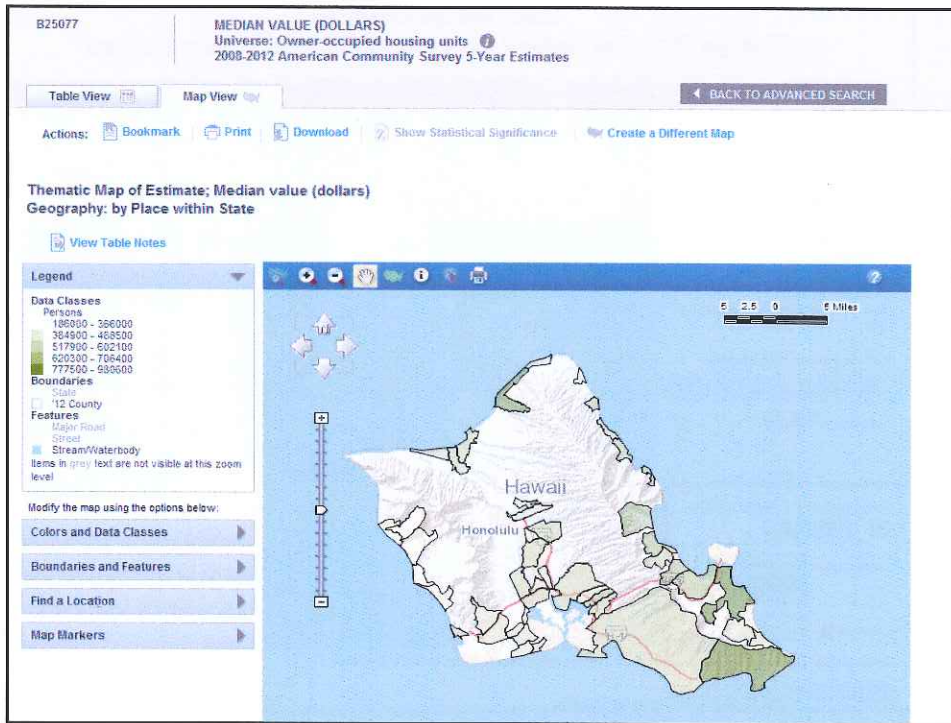 B25077
MEDIAN VALUE (DOLLARS)
Universe: Owner-occupied housing units
2008-2012 American Community Survey 5-Year Estimates
Table View
Map View
BACK TO ADVANCED SEARCH
Actions: Bookmark Print Download Show Statistical Significance Create a Different Map
Thematic Map of Estimate; Median value (dollars)
Geography: by Place within State
View Table Notes
Legend
Data Classes
Persons
186000 - 366000
384900 - 468500
517900 - 602100
620300 - 706400
777500 - 980600
Boundaries
State
'12 County
Features
Major Road
Street
Stream/Waterbody
Items in grey text are not visible at this zoom
level
Modify the map using the options below:
Colors and Data Classes
Boundaries and Features
Find a Location
Map Markers
5 2.5 0 5 Miles
Hawaii
Honolulu
H-1